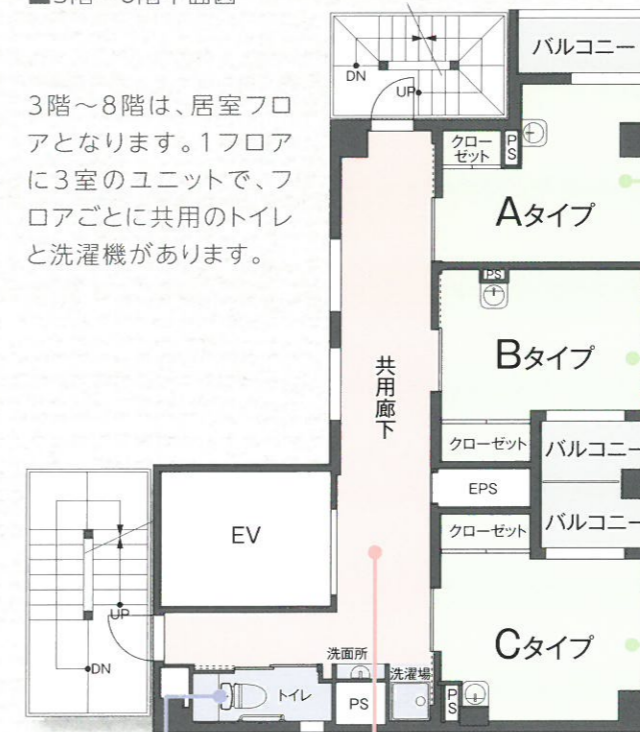 3階～8階は、居室フロ
アとなります。1フロア
に3室のユニットで、フ
ロアごとに共用のトイレ
と洗濯機があります。
DN
UP
バルコニー
クロー
ゼット
PS
Aタイプ
PS
Bタイプ
共用廊下
クローゼット
バルコニー
EPS
クローゼット
バルコニー
EV
UP
DN
Cタイプ
洗面所
洗濯場
トイレ
PS
PS